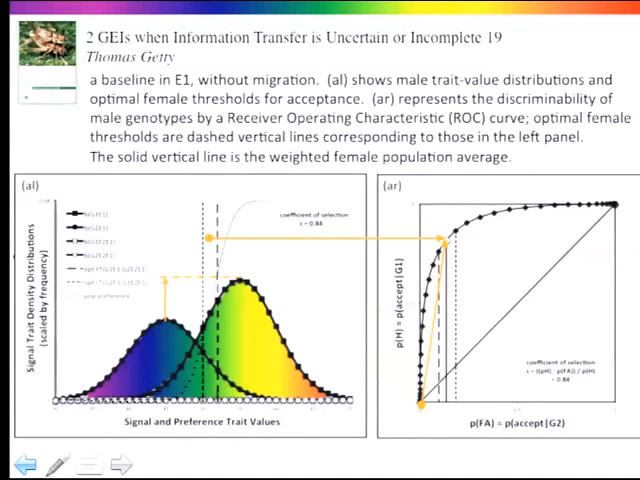 2 GEIs when Information Transfer is Uncertain or Incomplete 19
Thomas Getty
a baseline in E1, without migration.  (al) shows male trait-value distributions and
optimal female thresholds for acceptance.  (ar) represents the discriminability of
male genotypes by a Receiver Operating Characteristic (ROC) curve; optimal female
thresholds are dashed vertical lines corresponding to those in the left panel.
The solid vertical line is the weighted female population average.
(al)
Signal Trait Density Distributions
(scaled by frequency)
coefficient of selection
= 0.84
Signal and Preference Trait Values
(ar)
p(H) = p(accept|G1)
coefficient of selection
= 0.84
p(FA) = p(accept|G2)